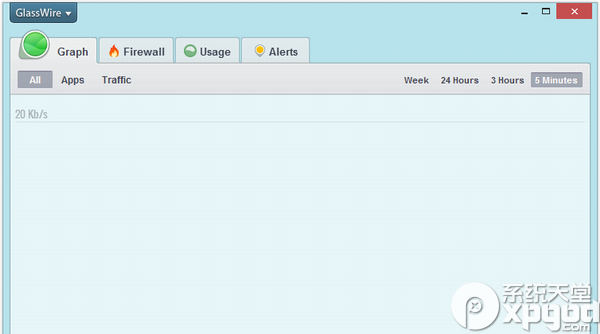 GlassWire
Graph Firewall Usage Alerts
All Apps Traffic Week 24 Hours 3 Hours 5 Minutes
20 Kb/s
系统天堂
xpgod
.com